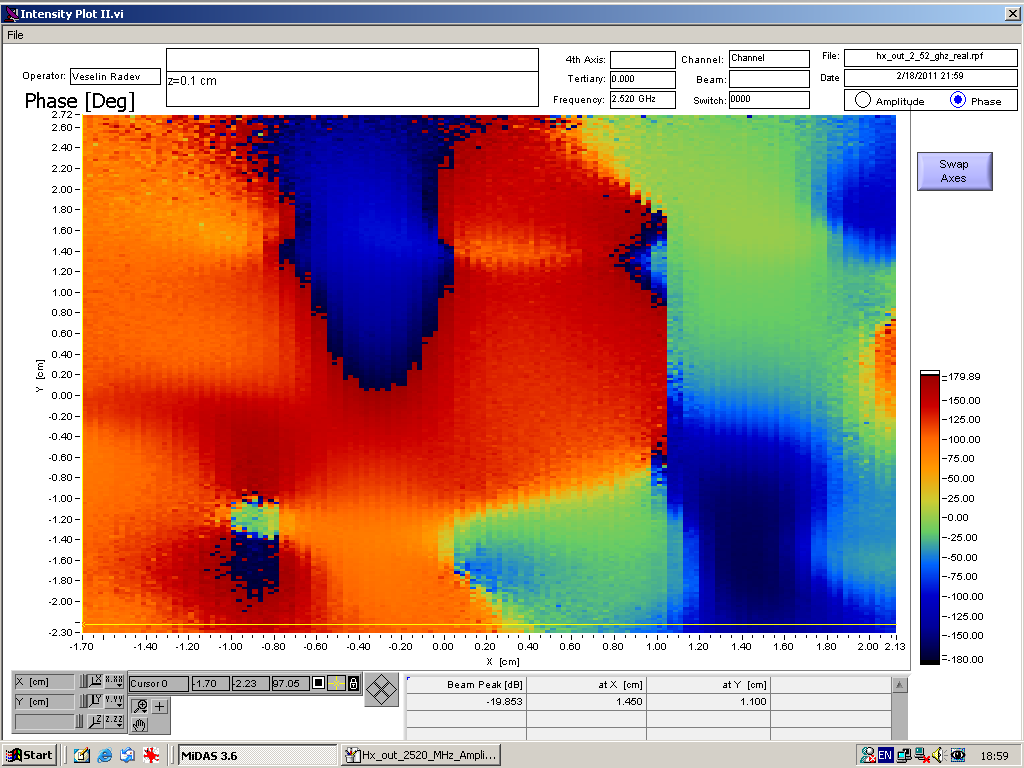 Intensity Plot II.vi
File
Operator: Veselin Radev
z=0.1 cm
4th Axis:
Tertiary: 0.000
Frequency: 2.520 GHz
Channel: Channel
Beam:
Switch: 0000
File: hx_out_2_52_ghz_real.rpf
Date 2/18/2011 21:59
Amplitude Phase
Phase [Deg]
Swap
Axes
2.72
2.60
2.40
2.20
2.00
1.80
1.60
1.40
1.20
1.00
0.80
0.60
0.40
0.20
0.00
-0.20
-0.40
-0.60
-0.80
-1.00
-1.20
-1.40
-1.60
-1.80
-2.00
-2.30
Y [cm]
-1.70 -1.40 -1.20 -1.00 -0.80 -0.60 -0.40 -0.20 0.00 0.20 0.40 0.60 0.80 1.00 1.20 1.40 1.60 1.80 2.00 2.13
X [cm]
179.89
150.00
125.00
100.00
75.00
50.00
25.00
0.00
-25.00
-50.00
-75.00
-100.00
-125.00
-150.00
-180.00
X [cm] X.XX
Y [cm] Y.YY
Z.ZZ
Cursor 0 -1.70 -2.23 97.05
Beam Peak [dB] at X [cm] at Y [cm]
-19.853 1.450 1.100
Start
MiDAS 3.6
Hx_out_2520_MHz_Ampli...
EN
18:59